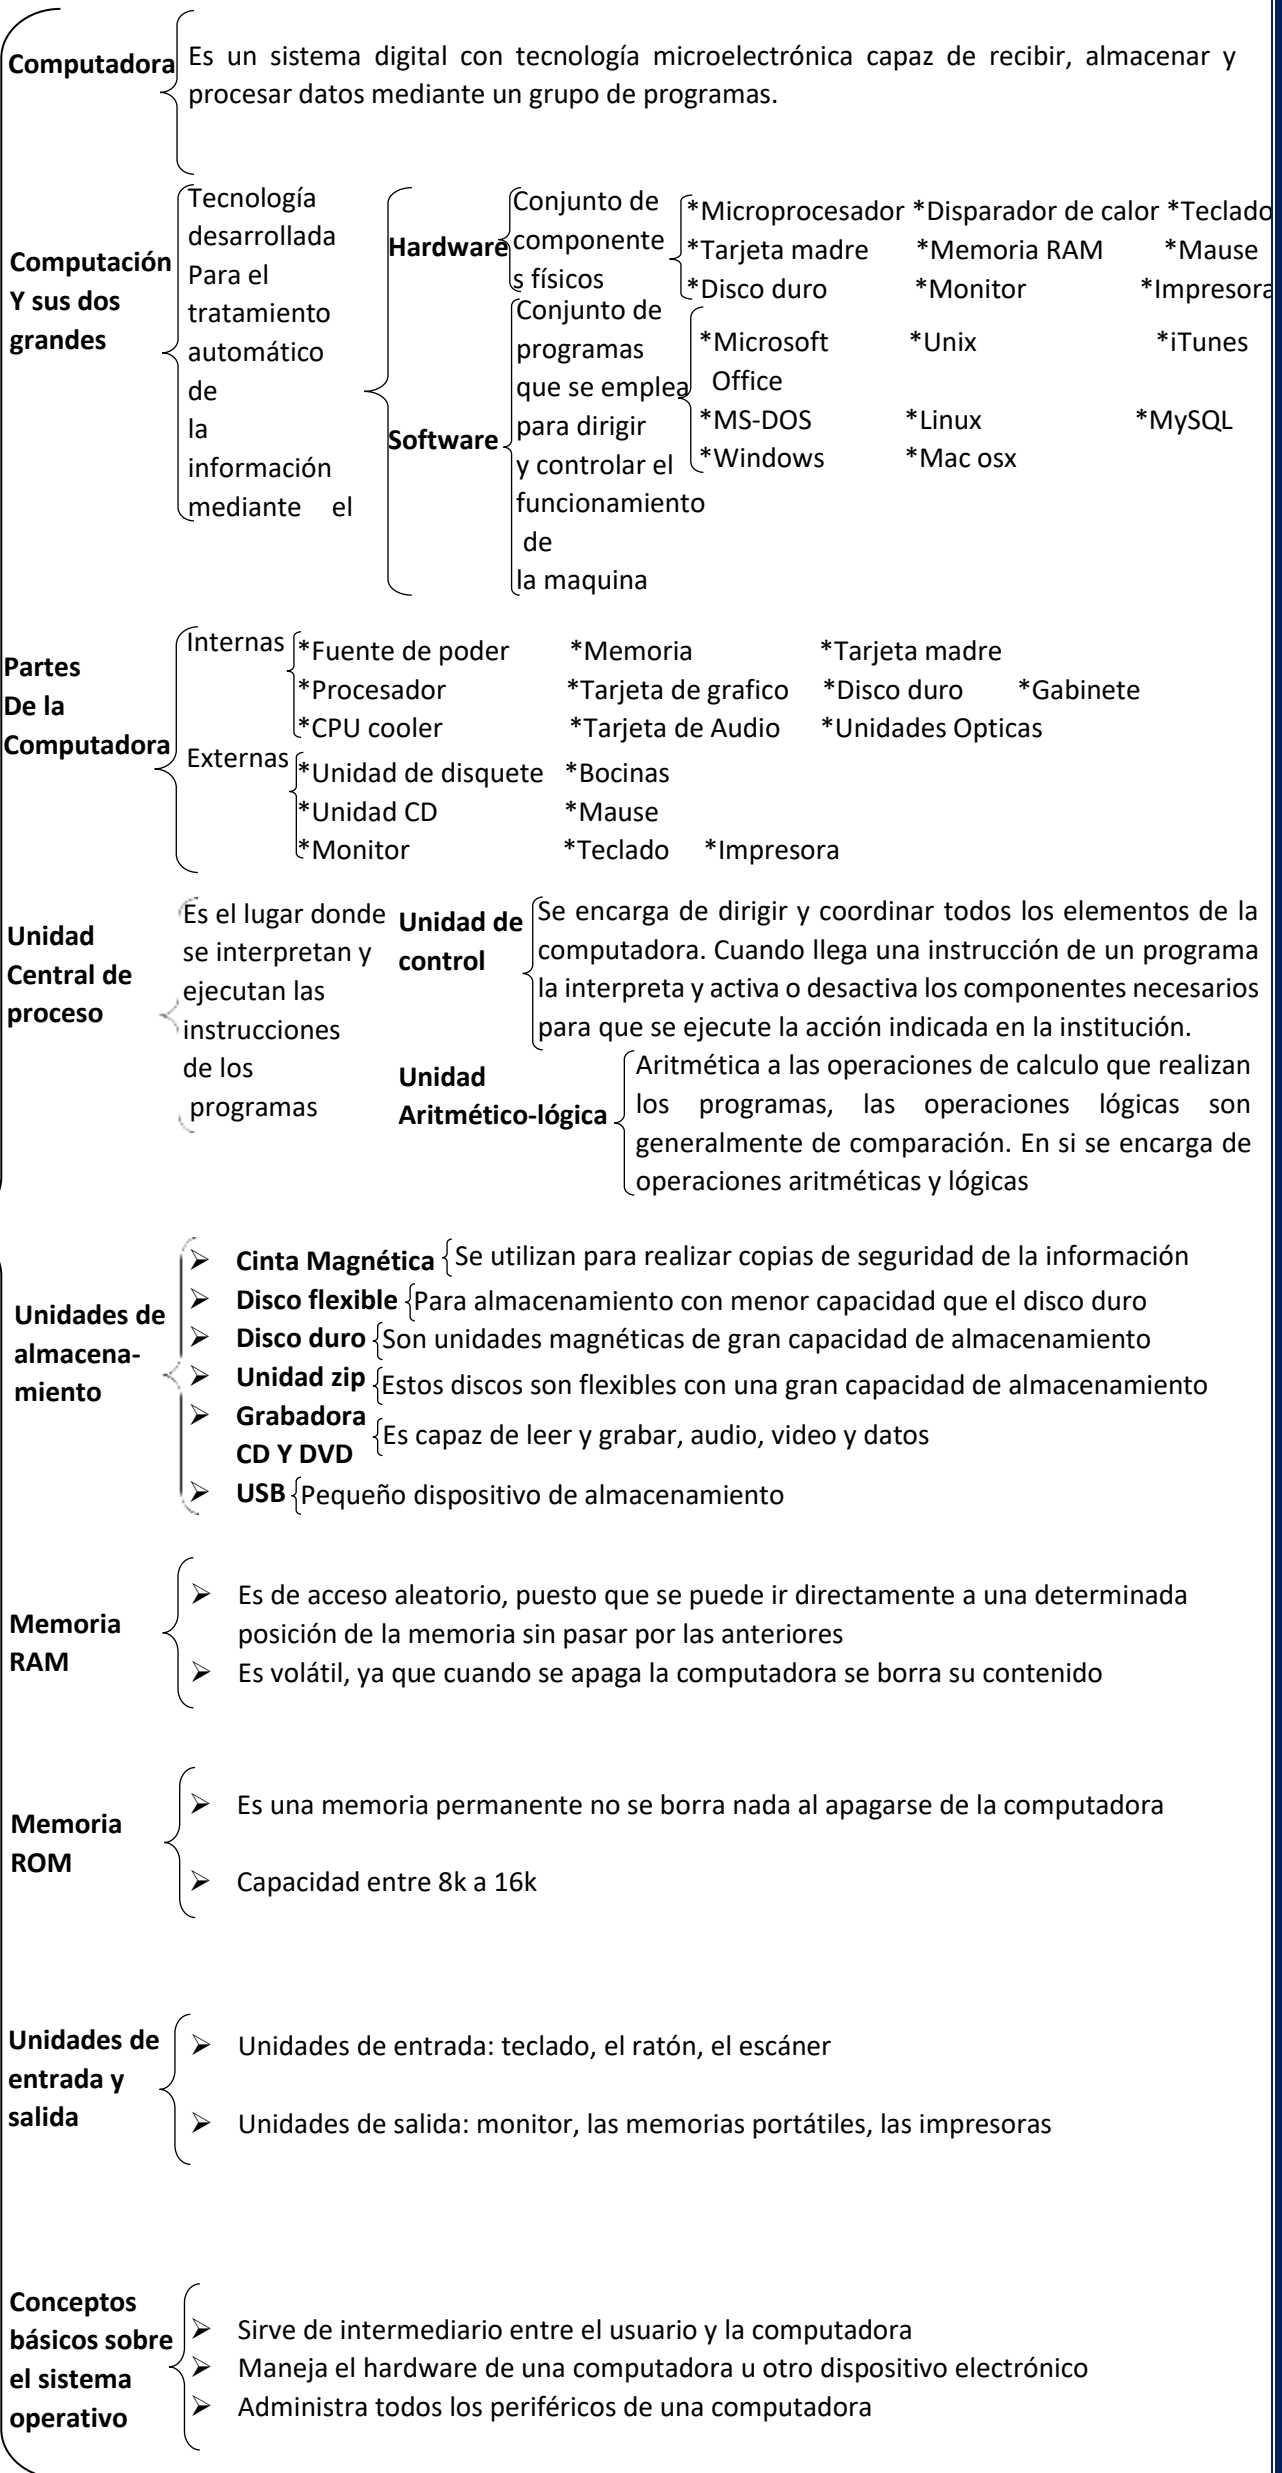 Computadora
Es un sistema digital con tecnología microelectrónica capaz de recibir, almacenar y
procesar datos mediante un grupo de programas.
Computación
Y sus dos
grandes
Tecnología
desarrollada
Para el
tratamiento
automático
de
la
información
mediante el
Hardware
Conjunto de
componente
s físicos
*Microprocesador *Disparador de calor *Teclado
*Tarjeta madre *Memoria RAM *Mause
*Disco duro *Monitor *Impresora
Software
Conjunto de
programas
que se emplea
para dirigir
y controlar el
funcionamiento
de
la maquina
*Microsoft *Unix *iTunes
Office
*MS-DOS *Linux *MySQL
*Windows *Mac osx
Partes
De la
Computadora
Internas
*Fuente de poder *Memoria *Tarjeta madre
*Procesador *Tarjeta de grafico *Disco duro *Gabinete
*CPU cooler *Tarjeta de Audio *Unidades Opticas
Externas
*Unidad de disquete *Bocinas
*Unidad CD *Mause
*Monitor *Teclado *Impresora
Unidad
Central de
proceso
Es el lugar donde
se interpretan y
ejecutan las
instrucciones
de los
programas
Unidad de
control
Se encarga de dirigir y coordinar todos los elementos de la
computadora. Cuando llega una instrucción de un programa
la interpreta y activa o desactiva los componentes necesarios
para que se ejecute la acción indicada en la institución.
Unidad
Aritmético-lógica
Aritmética a las operaciones de calculo que realizan
los programas, las operaciones lógicas son
generalmente de comparación. En si se encarga de
operaciones aritméticas y lógicas
Unidades de
almacena-
miento
➢ Cinta Magnética Se utilizan para realizar copias de seguridad de la información
➢ Disco flexible Para almacenamiento con menor capacidad que el disco duro
➢ Disco duro Son unidades magnéticas de gran capacidad de almacenamiento
➢ Unidad zip Estos discos son flexibles con una gran capacidad de almacenamiento
➢ Grabadora
CD Y DVD Es capaz de leer y grabar, audio, video y datos
➢ USB Pequeño dispositivo de almacenamiento
Memoria
RAM
➢ Es de acceso aleatorio, puesto que se puede ir directamente a una determinada
posición de la memoria sin pasar por las anteriores
➢ Es volátil, ya que cuando se apaga la computadora se borra su contenido
Memoria
ROM
➢ Es una memoria permanente no se borra nada al apagarse de la computadora
➢ Capacidad entre 8k a 16k
Unidades de
entrada y
salida
➢ Unidades de entrada: teclado, el ratón, el escáner
➢ Unidades de salida: monitor, las memorias portátiles, las impresoras
Conceptos
básicos sobre
el sistema
operativo
➢ Sirve de intermediario entre el usuario y la computadora
➢ Maneja el hardware de una computadora u otro dispositivo electrónico
➢ Administra todos los periféricos de una computadora